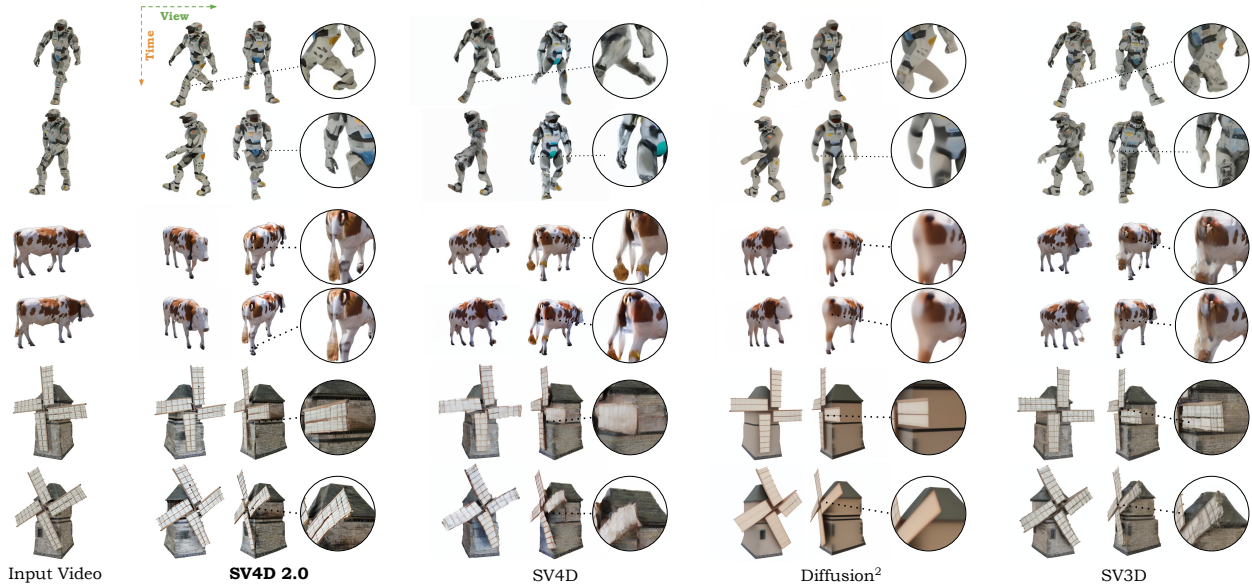 View
Time
Input Video
SV4D 2.0
SV4D
Diffusion²
SV3D